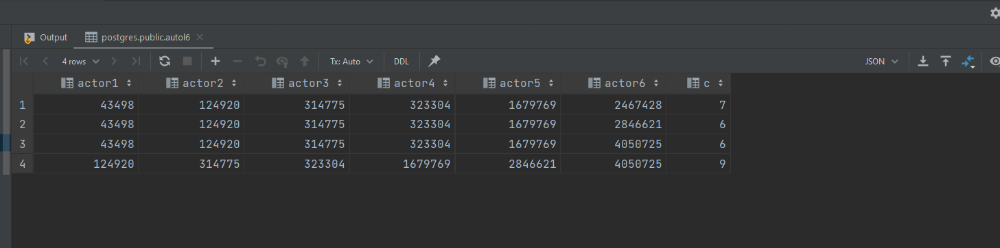 Output postgres.public.autol6
4 rows Tx: Auto DDL JSON
actor1 actor2 actor3 actor4 actor5 actor6 c
1 43498 124920 314775 323304 1679769 2467428 7
2 43498 124920 314775 323304 1679769 2846621 6
3 43498 124920 314775 323304 1679769 4050725 6
4 124920 314775 323304 1679769 2846621 4050725 9